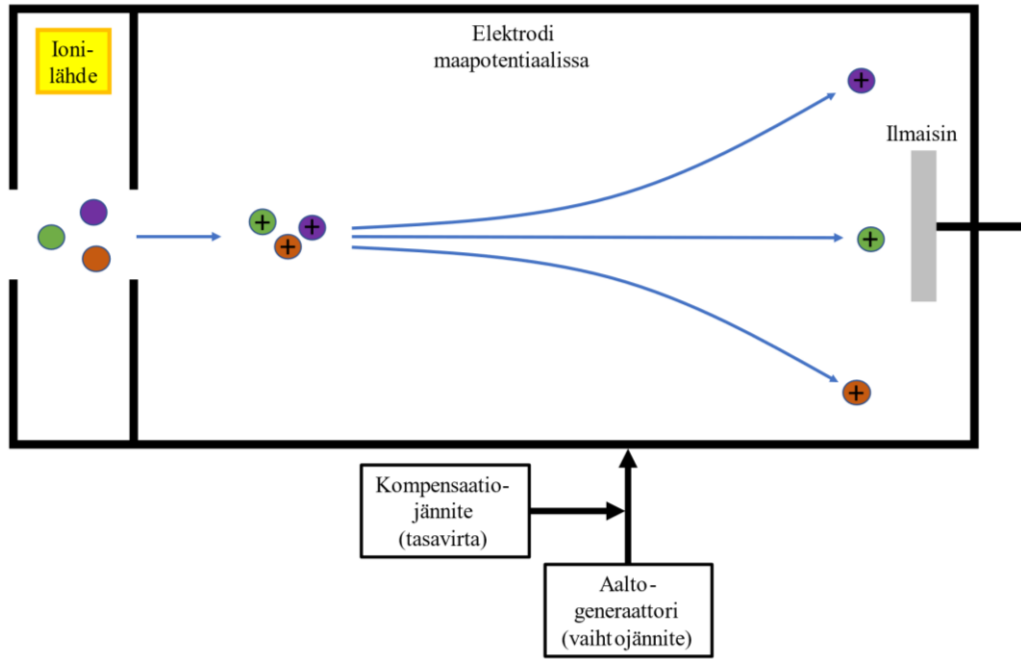 Ioni-
lähde
Elektrodi
maapotentiaalissa
+
+
+
+
+
+
Ilmaisin
Kompensaatio-
jännite
(tasavirta)
Aalto-
generaattori
(vaihtojännite)